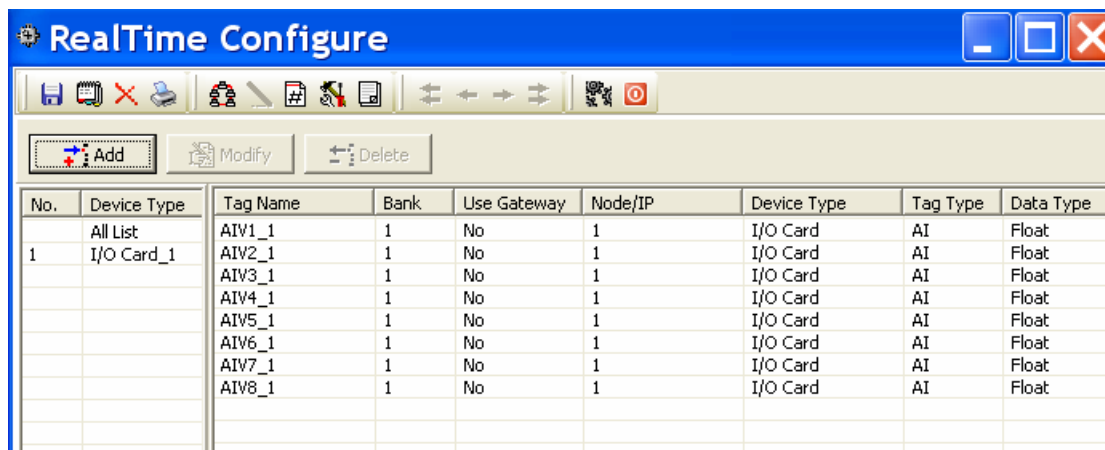 RealTime Configure
Add Modify Delete
No. Device Type Tag Name Bank Use Gateway Node/IP Device Type Tag Type Data Type
All List AIV1_1 1 No 1 I/O Card AI Float
1 I/O Card_1 AIV2_1 1 No 1 I/O Card AI Float
AIV3_1 1 No 1 I/O Card AI Float
AIV4_1 1 No 1 I/O Card AI Float
AIV5_1 1 No 1 I/O Card AI Float
AIV6_1 1 No 1 I/O Card AI Float
AIV7_1 1 No 1 I/O Card AI Float
AIV8_1 1 No 1 I/O Card AI Float